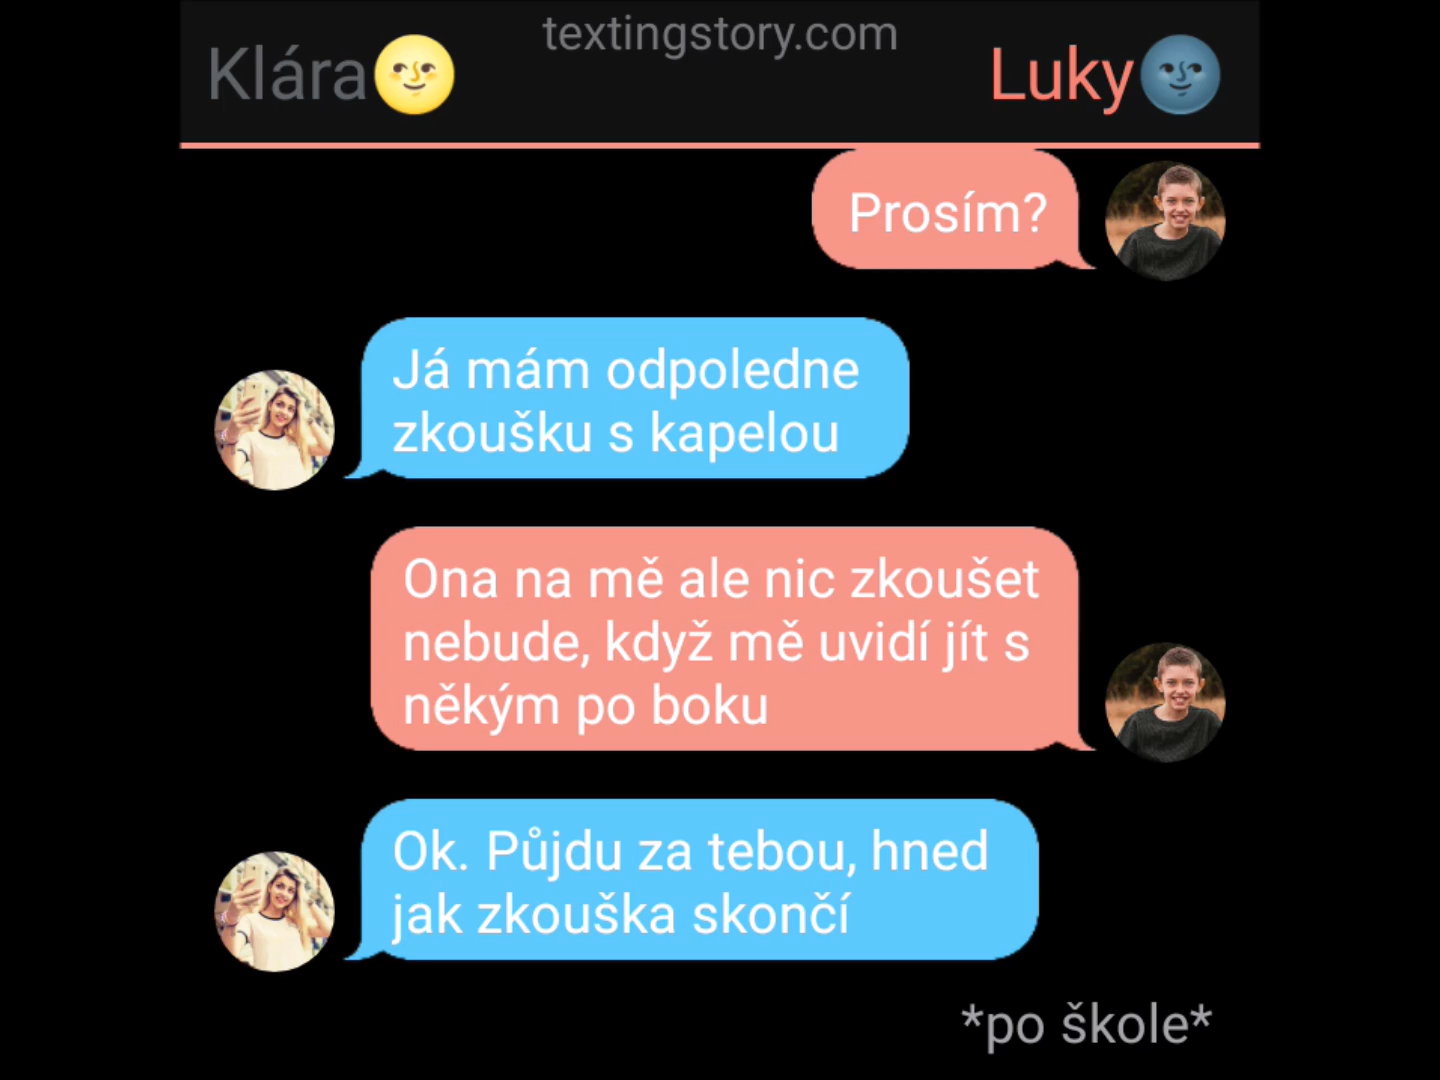 textingstory.com
Klára🌝
Luky🌚
Prosím?
Já mám odpoledne
zkoušku s kapelou
Ona na mě ale nic zkoušet
nebude, když mě uvidí jít s
někým po boku
Ok. Půjdu za tebou, hned
jak zkouška skončí
*po škole*